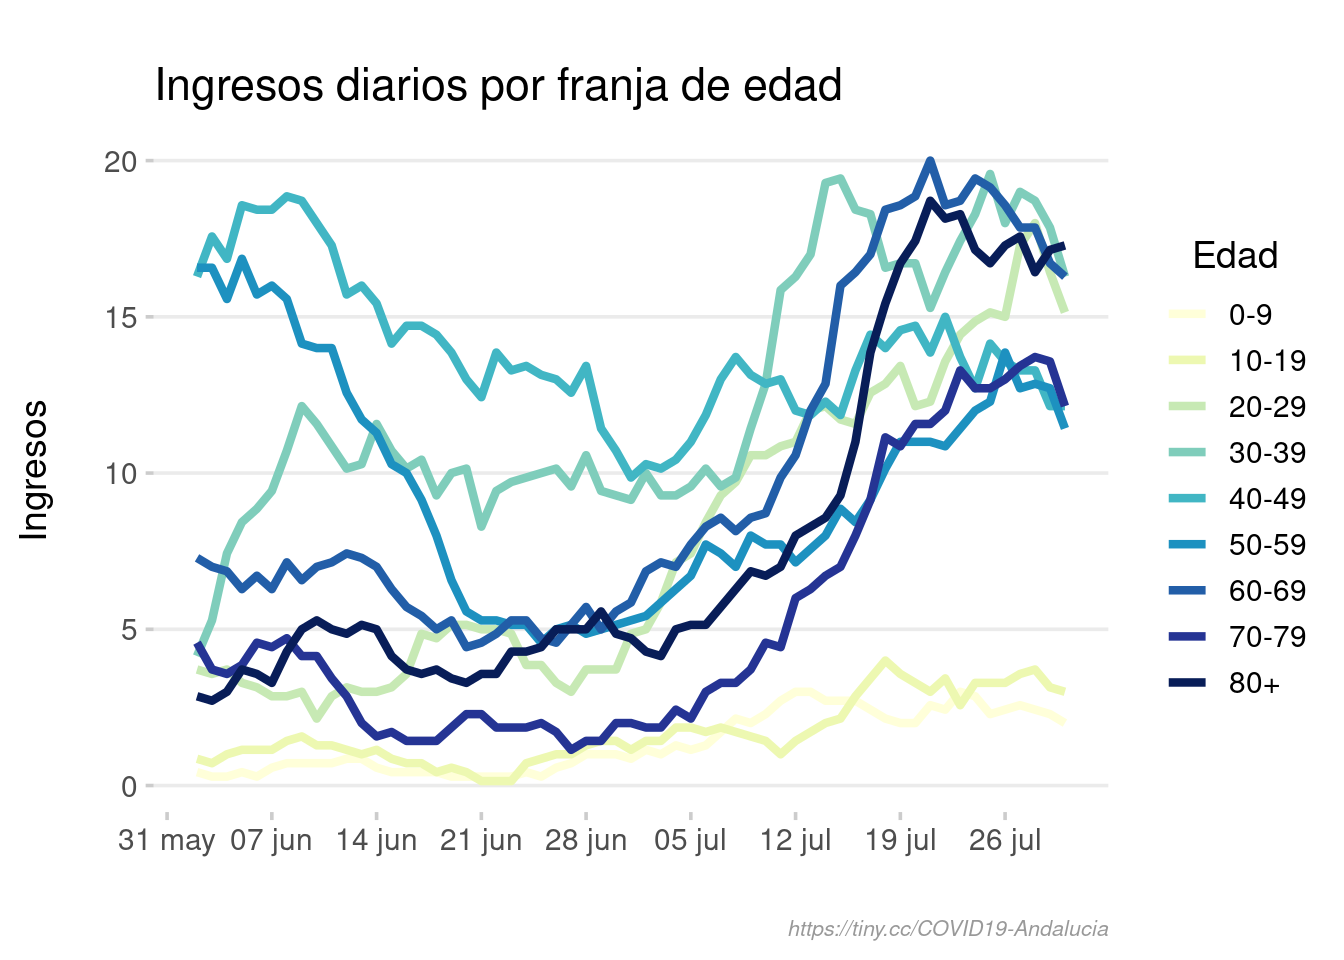 Ingresos diarios por franja de edad
20
15
10
5
0
Ingresos
31 may 07 jun 14 jun 21 jun 28 jun 05 jul 12 jul 19 jul 26 jul
Edad
0-9
10-19
20-29
30-39
40-49
50-59
60-69
70-79
80+
https://tiny.cc/COVID19-Andalucia